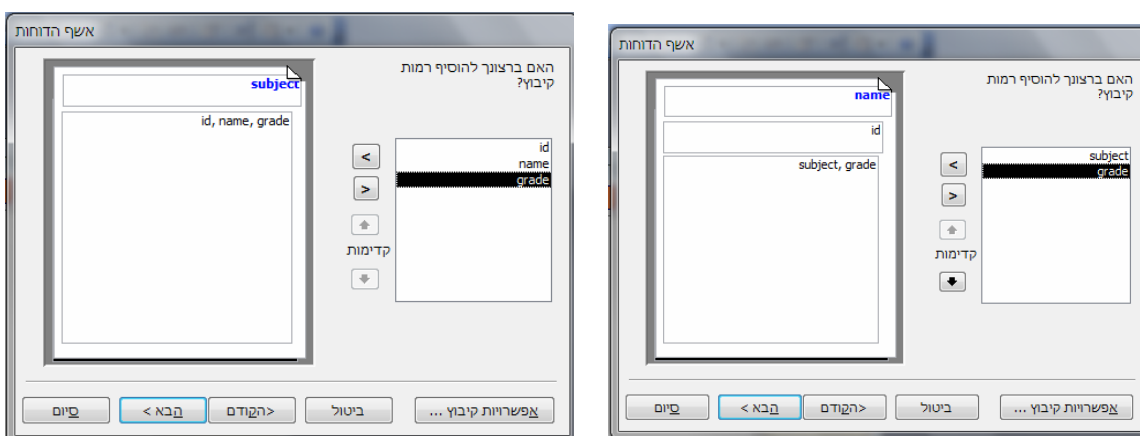 אשף הדוחות
האם ברצונך להוסיף רמות
קיבוץ?
name
id
subject, grade
subject
grade
<
>
קדימות
אפשרויות קיבוץ ...
ביטול
<הקודם
הבא >
סיום
אשף הדוחות
האם ברצונך להוסיף רמות
קיבוץ?
subject
id, name, grade
id
name
grade
<
>
קדימות
אפשרויות קיבוץ ...
ביטול
<הקודם
הבא >
סיום